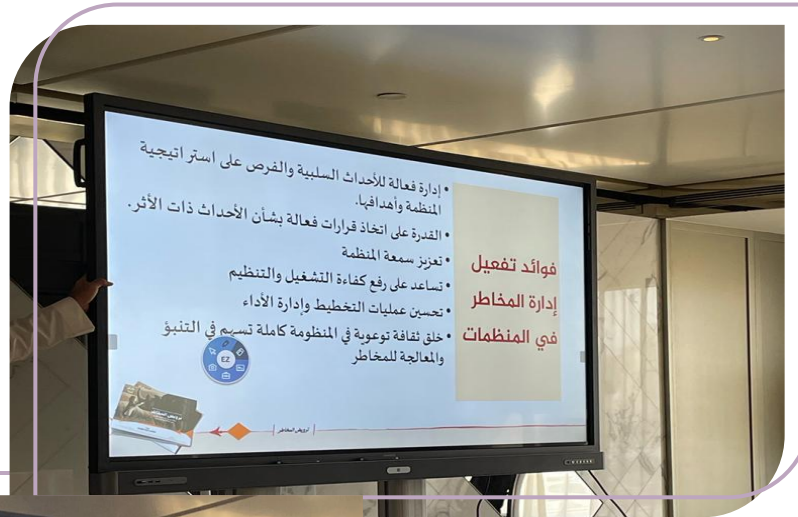 فوائد تفعيل
إدارة المخاطر
في المنظمات
• إدارة فعالة للأحداث السلبية والفرص على استراتيجية
المنظمة وأهدافها.
• القدرة على اتخاذ قرارات فعالة بشأن الأحداث ذات الأثر.
• تعزيز سمعة المنظمة
• تساعد على رفع كفاءة التشغيل والتنظيم
• تحسين عمليات التخطيط وإدارة الأداء
• خلق ثقافة توعوية في المنظومة كاملة تسهم في التنبؤ
والمعالجة للمخاطر
EZ
ترويض المخاطر